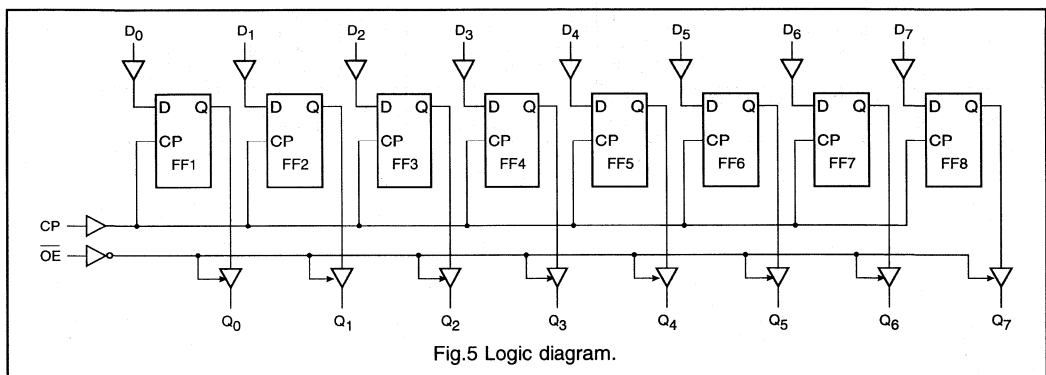 D0 D1 D2 D3 D4 D5 D6 D7
D Q D Q D Q D Q D Q D Q D Q D Q
CP CP CP CP CP CP CP CP
FF1 FF2 FF3 FF4 FF5 FF6 FF7 FF8
CP
OE
Q0 Q1 Q2 Q3 Q4 Q5 Q6 Q7
Fig.5 Logic diagram.